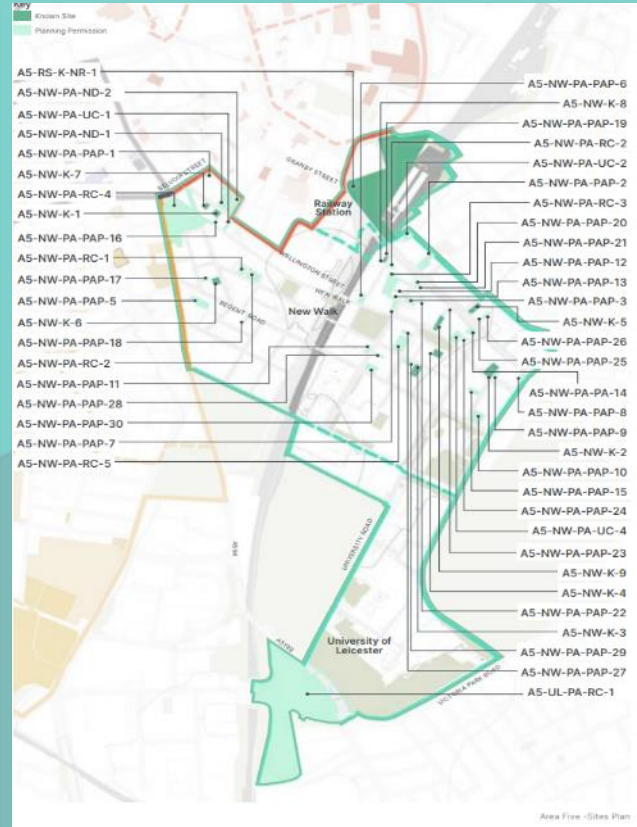 Key
Known Site
Planning Permission
A5-RS-K-NR-1
A5-NW-PA-ND-2
A5-NW-PA-UC-1
A5-NW-PA-ND-1
A5-NW-PA-PAP-1
A5-NW-K-7
A5-NW-PA-RC-4
A5-NW-K-1
A5-NW-PA-PAP-16
A5-NW-PA-RC-1
A5-NW-PA-PAP-17
A5-NW-PA-PAP-5
A5-NW-K-6
A5-NW-PA-PAP-18
A5-NW-PA-RC-2
A5-NW-PA-PAP-11
A5-NW-PA-PAP-28
A5-NW-PA-PAP-30
A5-NW-PA-PAP-7
A5-NW-PA-RC-5
GRANBY STREET
Railway
Station
WELLINGTON STREET
NEW WALK
New Walk
REGENT ROAD
UNIVERSITY ROAD
University of
Leicester
VICTORIA PARK ROAD
A5-NW-PA-PAP-6
A5-NW-K-8
A5-NW-PA-PAP-19
A5-NW-PA-RC-2
A5-NW-PA-UC-2
A5-NW-PA-PAP-2
A5-NW-PA-RC-3
A5-NW-PA-PAP-20
A5-NW-PA-PAP-21
A5-NW-PA-PAP-12
A5-NW-PA-PAP-13
A5-NW-PA-PAP-3
A5-NW-K-5
A5-NW-PA-PAP-26
A5-NW-PA-PAP-25
A5-NW-PA-PA-14
A5-NW-PA-PAP-8
A5-NW-PA-PAP-9
A5-NW-K-2
A5-NW-PA-PAP-10
A5-NW-PA-PAP-15
A5-NW-PA-PAP-24
A5-NW-PA-UC-4
A5-NW-PA-PAP-23
A5-NW-K-9
A5-NW-K-4
A5-NW-PA-PAP-22
A5-NW-K-3
A5-NW-PA-PAP-29
A5-NW-PA-PAP-27
A5-UL-PA-RC-1
Area Five -Sites Plan